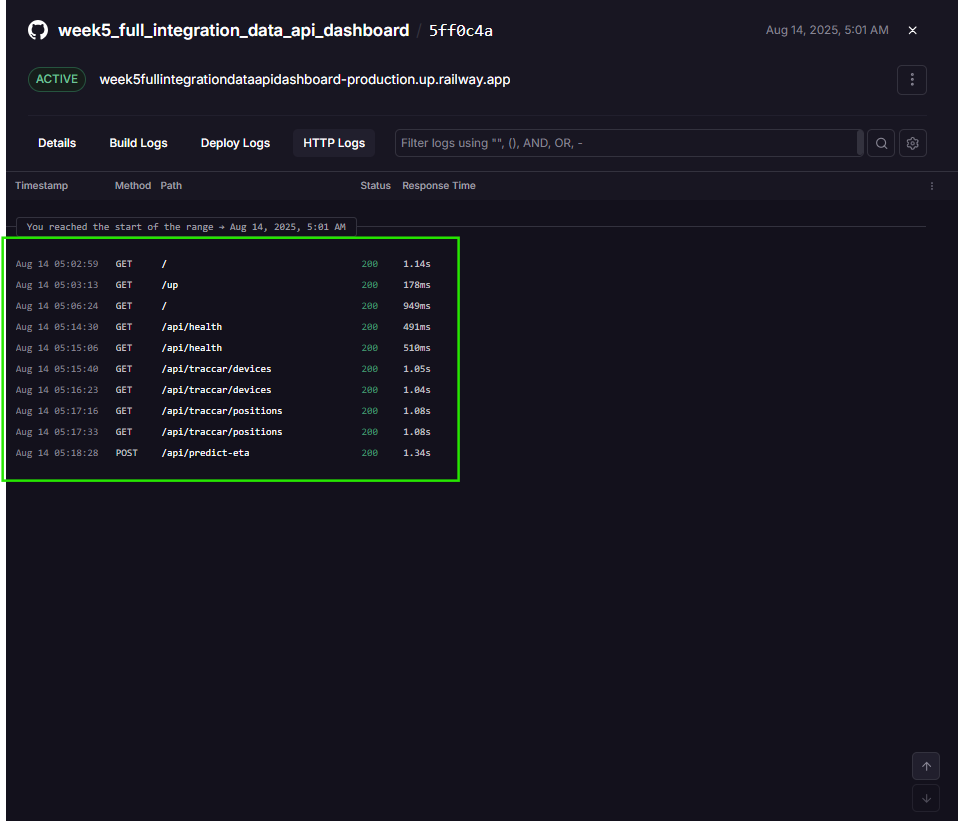 week5_full_integration_data_api_dashboard / 5ff0c4a Aug 14, 2025, 5:01 AM
ACTIVE week5fullintegrationdataapidashboard-production.up.railway.app
Details Build Logs Deploy Logs HTTP Logs Filter logs using "", (), AND, OR, -
Timestamp Method Path Status Response Time
You reached the start of the range → Aug 14, 2025, 5:01 AM
Aug 14 05:02:59 GET / 200 1.14s
Aug 14 05:03:13 GET /up 200 178ms
Aug 14 05:06:24 GET / 200 949ms
Aug 14 05:14:30 GET /api/health 200 491ms
Aug 14 05:15:06 GET /api/health 200 510ms
Aug 14 05:15:40 GET /api/traccar/devices 200 1.05s
Aug 14 05:16:23 GET /api/traccar/devices 200 1.04s
Aug 14 05:17:16 GET /api/traccar/positions 200 1.08s
Aug 14 05:17:33 GET /api/traccar/positions 200 1.08s
Aug 14 05:18:28 POST /api/predict-eta 200 1.34s